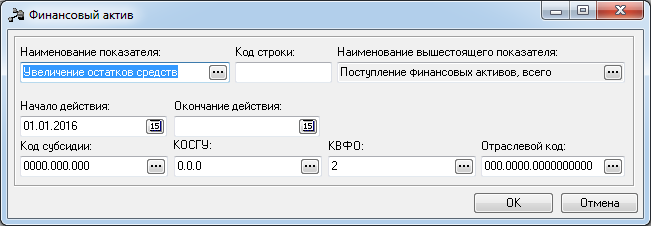 Финансовый актив
Наименование показателя: Код строки: Наименование вышестоящего показателя:
Увеличение остатков средств Поступление финансовых активов, всего
Начало действия: Окончание действия:
01.01.2016 15 15
Код субсидии: КОСГУ: КВФО: Отраслевой код:
0000.000.000 0.0.0 2 000.0000.0000000000
OK Отмена